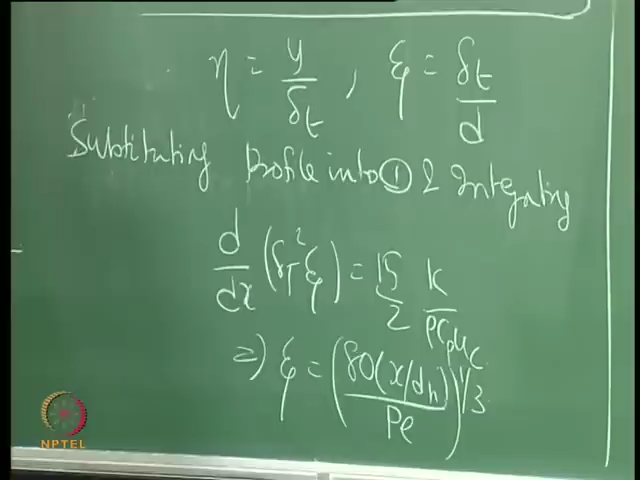 η = y/δt , ξ = δt/d
Substituting Profile into ① & Integrating
d/dx (δT² ξ) = 15/2 K/ρCpuc
=) ξ = (80(x/dh)/Pe)^1/3
NPTEL